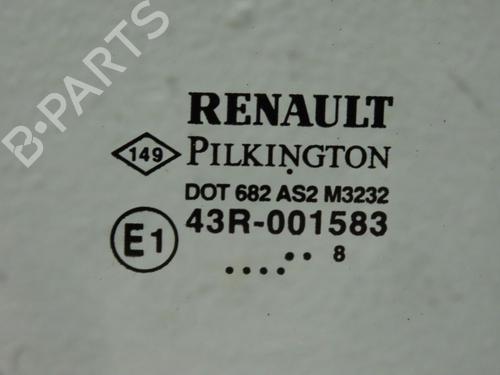 B-PARTS
RENAULT
149 PILKINGTON
DOT 682 AS2 M3232
E1 43R-001583
.... .·· 8